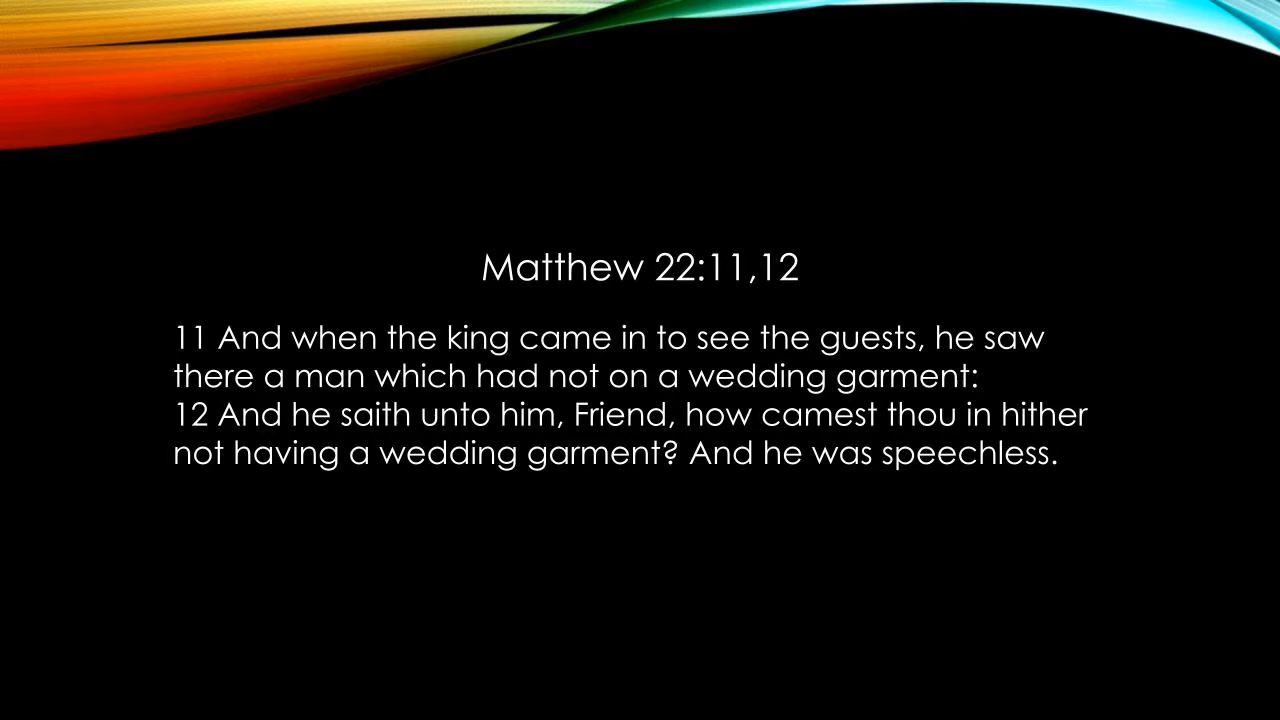 Matthew 22:11,12
11 And when the king came in to see the guests, he saw
there a man which had not on a wedding garment:
12 And he saith unto him, Friend, how camest thou in hither
not having a wedding garment? And he was speechless.